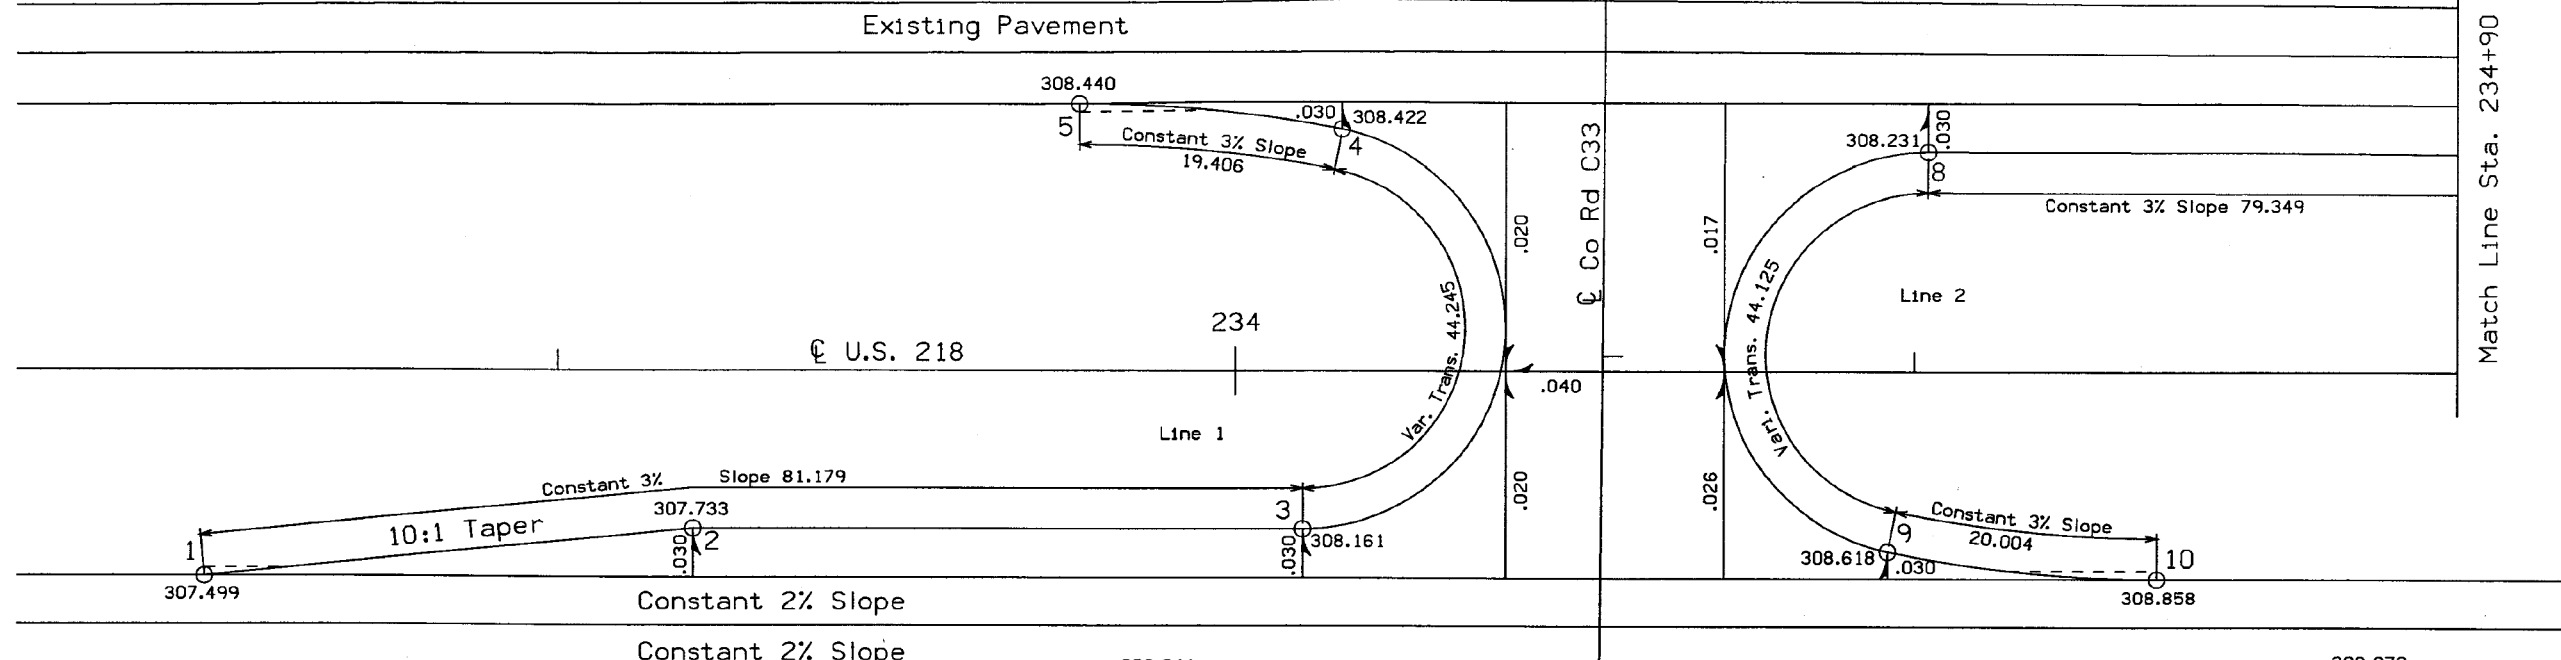 Existing Pavement
308.440
5
Constant 3% Slope
19.406
.030
308.422
4
.020
℄ Co Rd C33
.017
308.231
.030
8
Constant 3% Slope 79.349
Match Line Sta. 234+90
℄ U.S. 218
234
Var. Trans. 44.245
.040
Vari. Trans. 44.125
Line 2
Line 1
Constant 3% Slope 81.179
1
10:1 Taper
307.499
307.733
2
.030
3
.030
308.161
.020
.026
308.618
9
.030
Constant 3% Slope
20.004
10
308.858
Constant 2% Slope
Constant 2% Slope